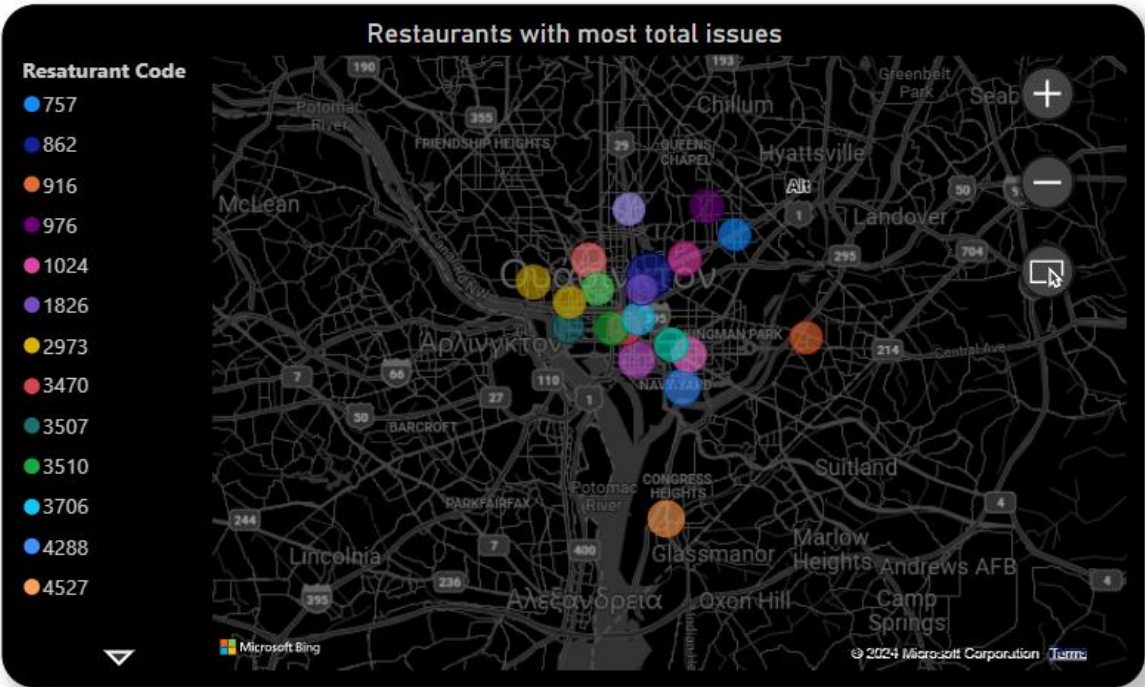 Restaurants with most total issues
Resaturant Code
757
862
916
976
1024
1826
2973
3470
3507
3510
3706
4288
4527
190
193
Greenbelt
Park
Seab
Potomac
River
Chillum
355
FRIENDSHIP HEIGHTS
29
QUEENS
CHAPEL
Hyattsville
Alt
1
50
McLean
Landover
295
704
Ουάσινγκτον
Αρλινγκτον
KINGMAN PARK
214
Central Ave
7
66
110
27
1
NAVY YARD
50
BARCROFT
Suitland
CONGRESS
HEIGHTS
PARKFAIRFAX
Potomac
River
244
7
400
4
Lincolnia
Glassmanor
Marlow
Heights
Andrews AFB
4
236
395
Αλεξάνδρεια
Oxon Hill
Camp
Springs
Microsoft Bing
© 2024 Microsoft Corporation
Terms